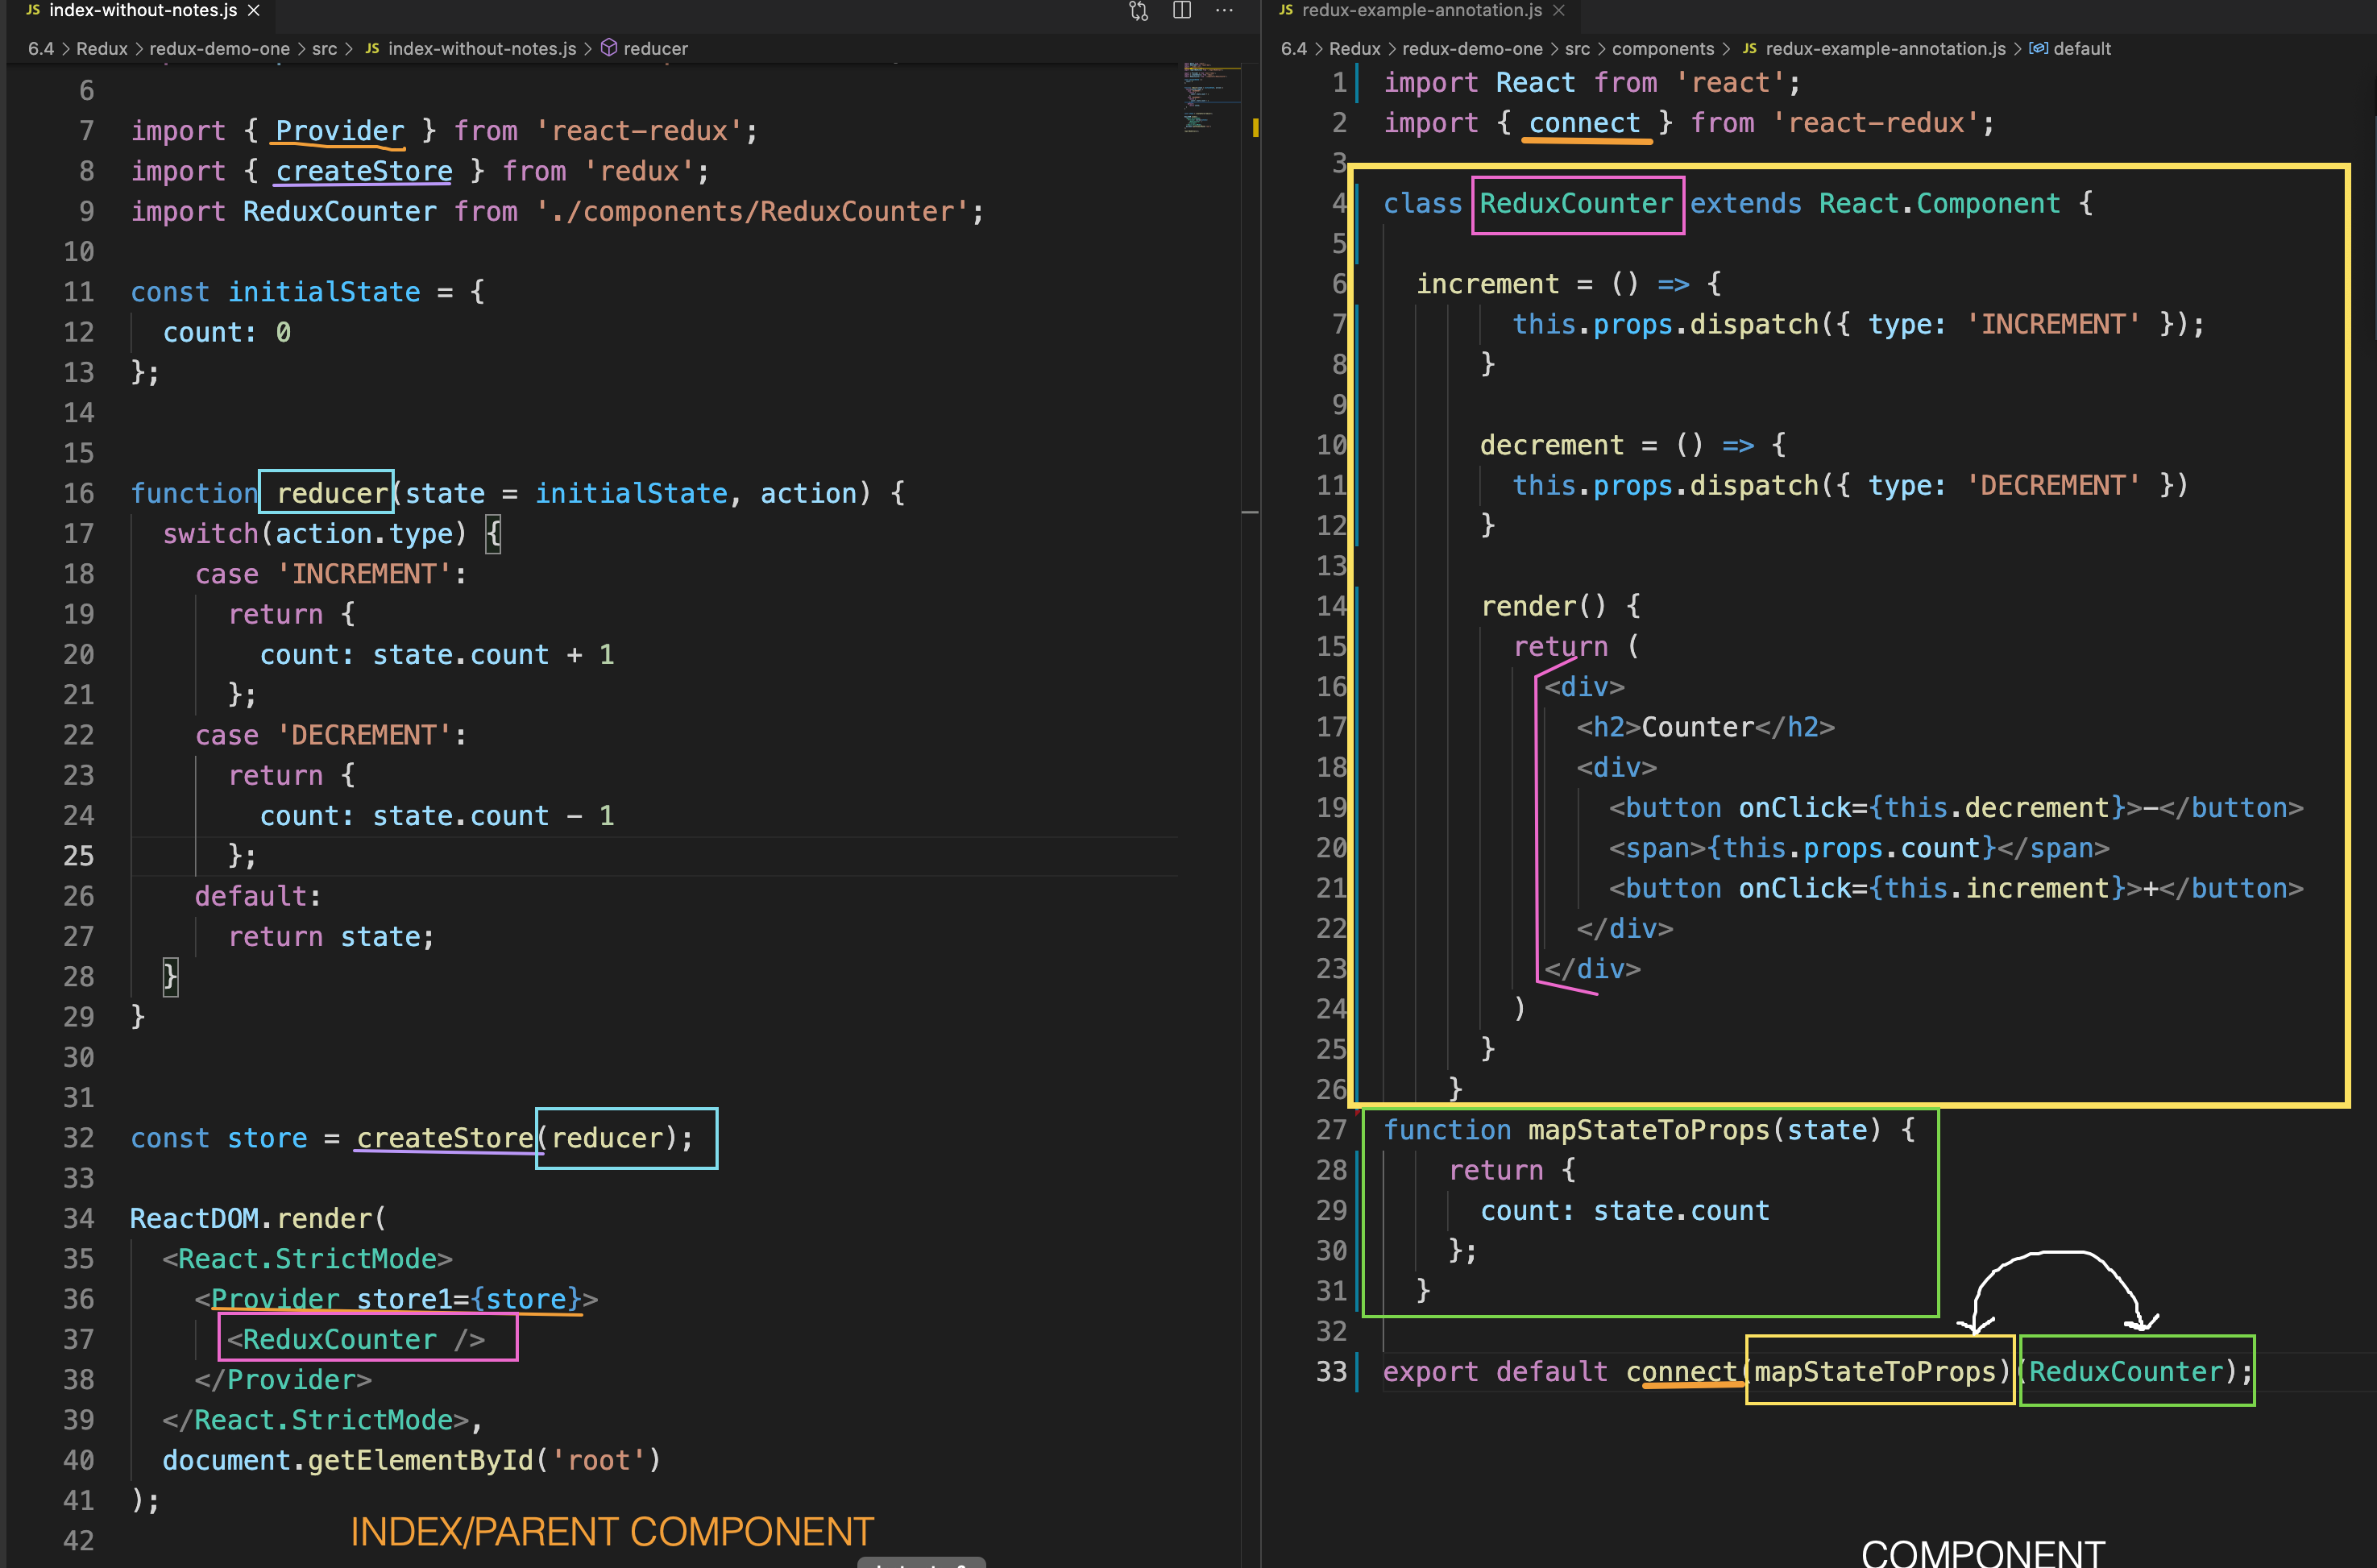 JS index-without-notes.js ×
6.4 > Redux > redux-demo-one > src > JS index-without-notes.js > reducer
6
7 import { Provider } from 'react-redux';
8 import { createStore } from 'redux';
9 import ReduxCounter from './components/ReduxCounter';
10
11 const initialState = {
12   count: 0
13 };
14
15
16 function reducer(state = initialState, action) {
17   switch(action.type) {
18     case 'INCREMENT':
19       return {
20         count: state.count + 1
21       };
22     case 'DECREMENT':
23       return {
24         count: state.count - 1
25       };
26     default:
27       return state;
28   }
29 }
30
31
32 const store = createStore(reducer);
33
34 ReactDOM.render(
35   <React.StrictMode>
36     <Provider store1={store}>
37       <ReduxCounter />
38     </Provider>
39   </React.StrictMode>,
40   document.getElementById('root')
41 );
42
INDEX/PARENT COMPONENT
JS redux-example-annotation.js ×
6.4 > Redux > redux-demo-one > src > components > JS redux-example-annotation.js > default
1 import React from 'react';
2 import { connect } from 'react-redux';
3
4 class ReduxCounter extends React.Component {
5
6   increment = () => {
7         this.props.dispatch({ type: 'INCREMENT' });
8       }
9
10       decrement = () => {
11         this.props.dispatch({ type: 'DECREMENT' })
12       }
13
14       render() {
15         return (
16           <div>
17             <h2>Counter</h2>
18             <div>
19               <button onClick={this.decrement}>-</button>
20               <span>{this.props.count}</span>
21               <button onClick={this.increment}>+</button>
22             </div>
23           </div>
24         )
25       }
26     }
27 function mapStateToProps(state) {
28     return {
29       count: state.count
30     };
31   }
32
33 export default connect(mapStateToProps)(ReduxCounter);
COMPONENT